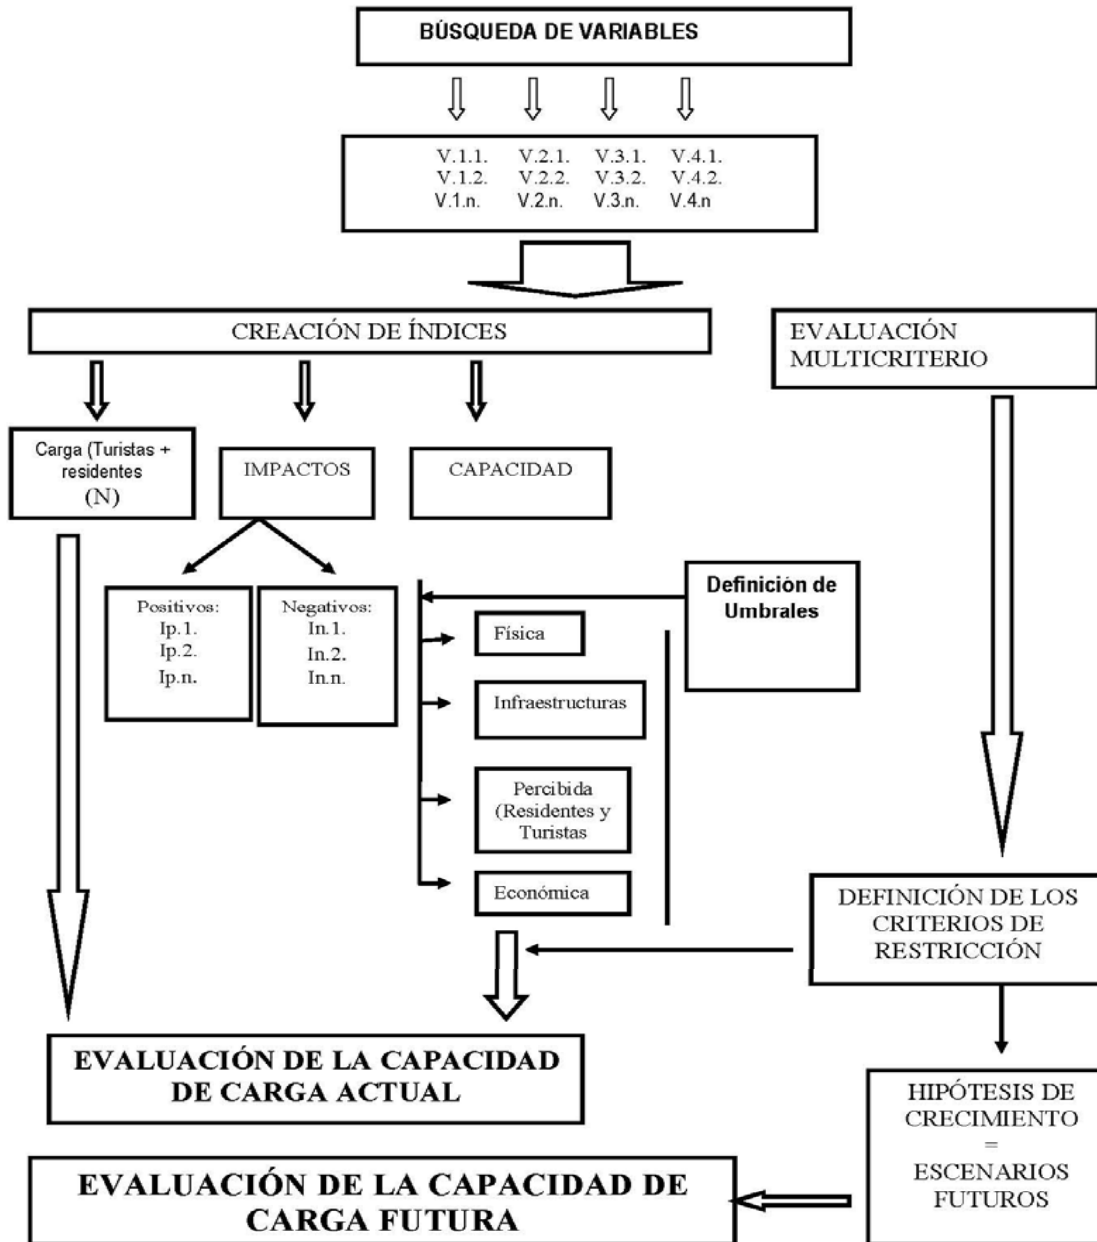 BÚSQUEDA DE VARIABLES
V.1.1. V.2.1. V.3.1. V.4.1.
V.1.2. V.2.2. V.3.2. V.4.2.
V.1.n. V.2.n. V.3.n. V.4.n
CREACIÓN DE ÍNDICES
EVALUACIÓN
MULTICRITERIO
Carga (Turistas +
residentes
(N)
IMPACTOS
CAPACIDAD
Positivos:
Ip.1.
Ip.2.
Ip.n.
Negativos:
In.1.
In.2.
In.n.
Definición de
Umbrales
Física
Infraestructuras
Percibida
(Residentes y
Turistas
Económica
DEFINICIÓN DE LOS
CRITERIOS DE
RESTRICCIÓN
EVALUACIÓN DE LA CAPACIDAD
DE CARGA ACTUAL
HIPÓTESIS DE
CRECIMIENTO
=
ESCENARIOS
FUTUROS
EVALUACIÓN DE LA CAPACIDAD DE
CARGA FUTURA